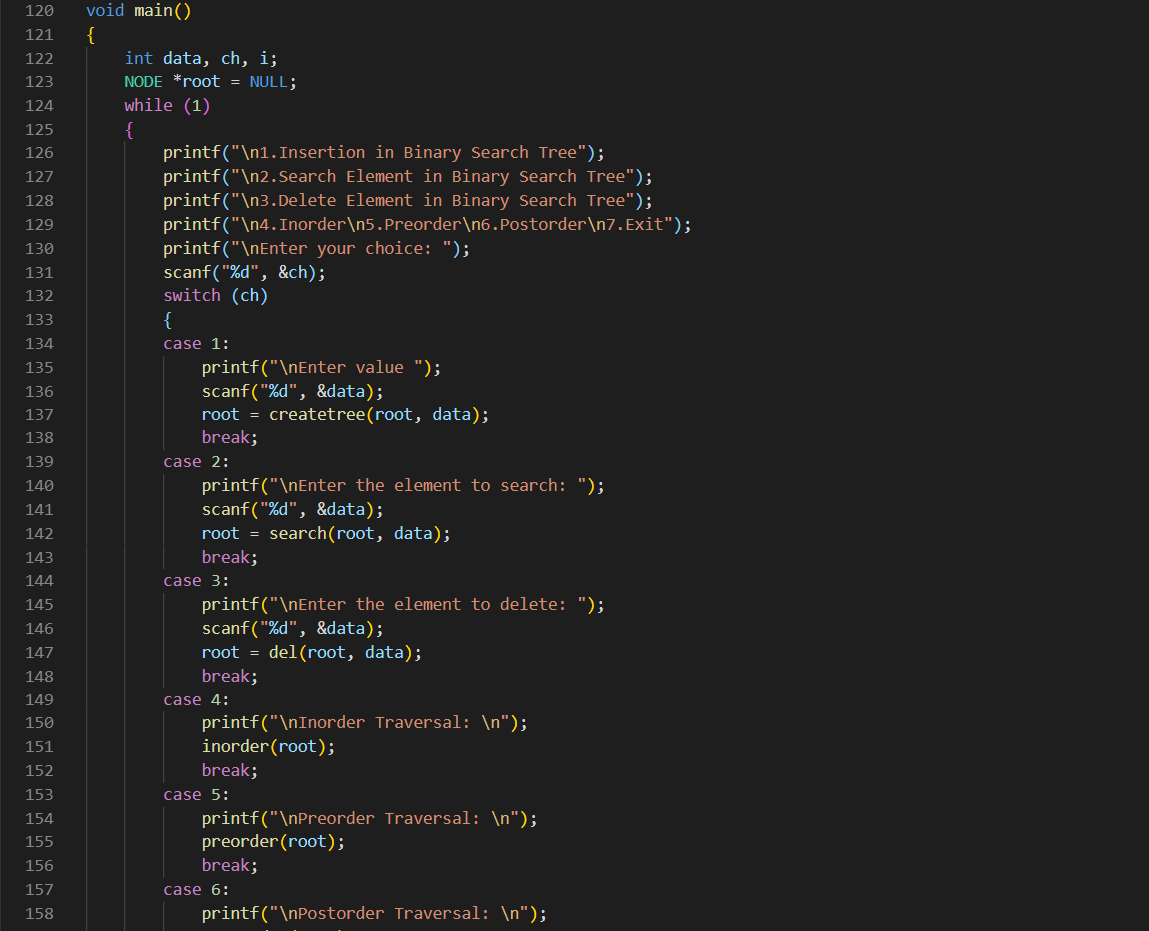 120 void main()
121 {
122     int data, ch, i;
123     NODE *root = NULL;
124     while (1)
125     {
126         printf("\n1.Insertion in Binary Search Tree");
127         printf("\n2.Search Element in Binary Search Tree");
128         printf("\n3.Delete Element in Binary Search Tree");
129         printf("\n4.Inorder\n5.Preorder\n6.Postorder\n7.Exit");
130         printf("\nEnter your choice: ");
131         scanf("%d", &ch);
132         switch (ch)
133         {
134         case 1:
135             printf("\nEnter value ");
136             scanf("%d", &data);
137             root = createtree(root, data);
138             break;
139         case 2:
140             printf("\nEnter the element to search: ");
141             scanf("%d", &data);
142             root = search(root, data);
143             break;
144         case 3:
145             printf("\nEnter the element to delete: ");
146             scanf("%d", &data);
147             root = del(root, data);
148             break;
149         case 4:
150             printf("\nInorder Traversal: \n");
151             inorder(root);
152             break;
153         case 5:
154             printf("\nPreorder Traversal: \n");
155             preorder(root);
156             break;
157         case 6:
158             printf("\nPostorder Traversal: \n");